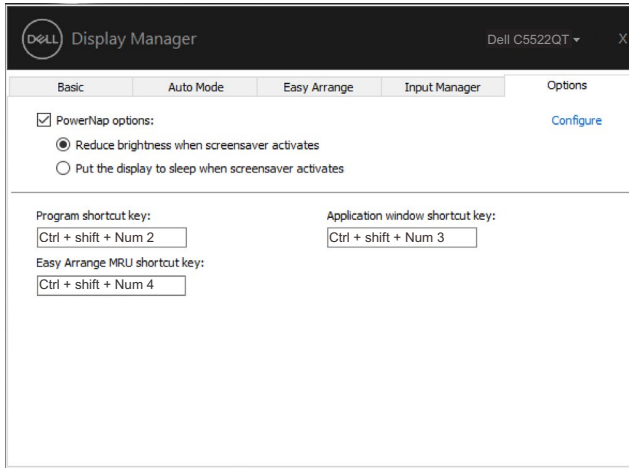 DELL Display Manager Dell C5522QT X
Basic Auto Mode Easy Arrange Input Manager Options
PowerNap options: Configure
Reduce brightness when screensaver activates
Put the display to sleep when screensaver activates
Program shortcut key: Application window shortcut key:
Ctrl + shift + Num 2 Ctrl + shift + Num 3
Easy Arrange MRU shortcut key:
Ctrl + shift + Num 4